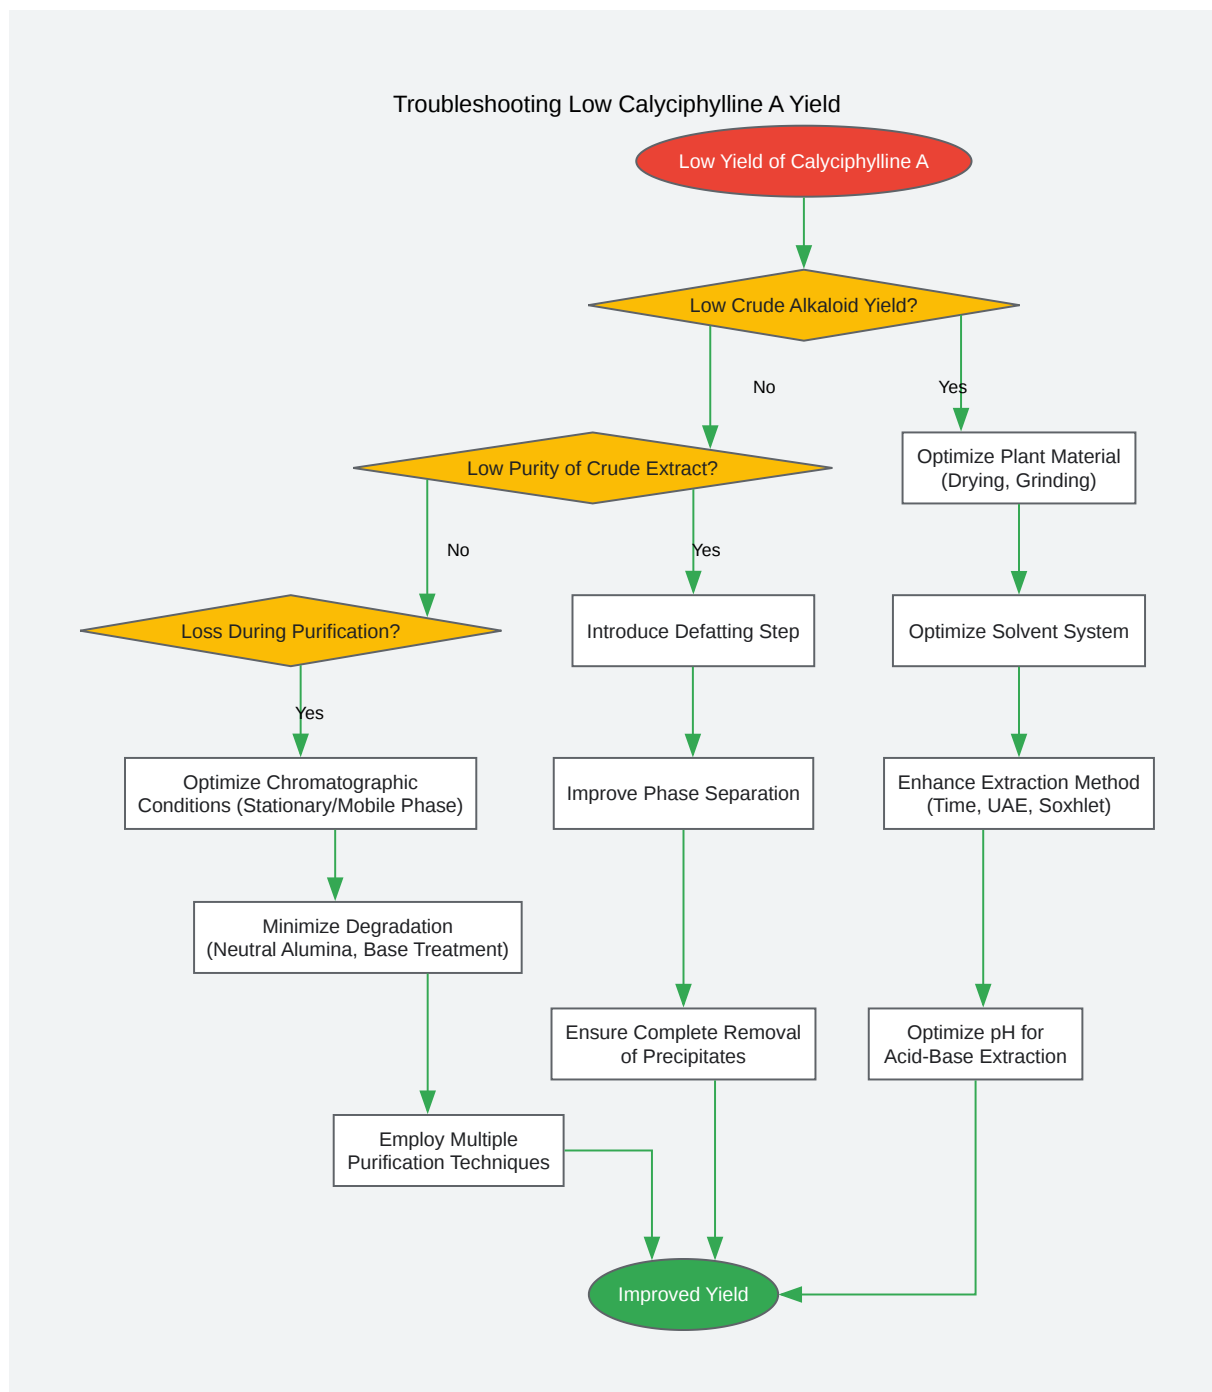 Troubleshooting Low Calyciphylline A Yield
Low Yield of Calyciphylline A
Low Crude Alkaloid Yield?
No
Yes
Low Purity of Crude Extract?
Optimize Plant Material
(Drying, Grinding)
No
Yes
Loss During Purification?
Introduce Defatting Step
Optimize Solvent System
Yes
Optimize Chromatographic
Conditions (Stationary/Mobile Phase)
Improve Phase Separation
Enhance Extraction Method
(Time, UAE, Soxhlet)
Minimize Degradation
(Neutral Alumina, Base Treatment)
Ensure Complete Removal
of Precipitates
Optimize pH for
Acid-Base Extraction
Employ Multiple
Purification Techniques
Improved Yield